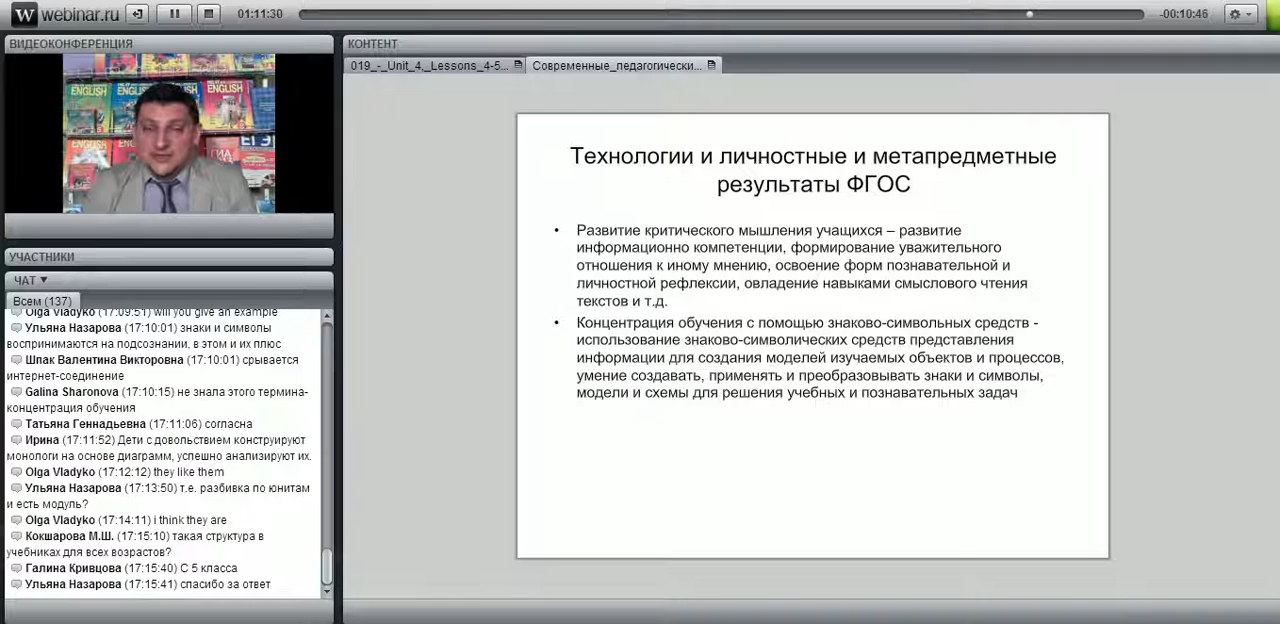 webinar.ru
01:11:30
-00:10:46
ВИДЕОКОНФЕРЕНЦИЯ
ENGLISH
ENGLISH
ENGLISH
ENGLISH
ЕГЭ
ГИА
УЧАСТНИКИ
ЧАТ
Всем (137)
Olga Vladyko (17:09:51) will you give an example
Ульяна Назарова (17:10:01) знаки и символы
воспринимаются на подсознании, в этом и их плюс
Шпак Валентина Викторовна (17:10:01) срывается
интернет-соединение
Galina Sharonova (17:10:15) не знала этого термина-
концентрация обучения
Татьяна Геннадьевна (17:11:06) согласна
Ирина (17:11:52) Дети с довольствием конструируют
монологи на основе диаграмм, успешно анализируют их.
Olga Vladyko (17:12:12) they like them
Ульяна Назарова (17:13:50) т.е. разбивка по юнитам
и есть модуль?
Olga Vladyko (17:14:11) i think they are
Кокшарова М.Ш. (17:15:10) такая структура в
учебниках для всех возрастов?
Галина Кривцова (17:15:40) С 5 класса
Ульяна Назарова (17:15:41) спасибо за ответ
КОНТЕНТ
019_-_Unit_4,_Lessons_4-5...
Современные_педагогически...
Технологии и личностные и метапредметные
результаты ФГОС
• Развитие критического мышления учащихся – развитие
информационно компетенции, формирование уважительного
отношения к иному мнению, освоение форм познавательной и
личностной рефлексии, овладение навыками смыслового чтения
текстов и т.д.
• Концентрация обучения с помощью знаково-символьных средств -
использование знаково-символических средств представления
информации для создания моделей изучаемых объектов и процессов,
умение создавать, применять и преобразовывать знаки и символы,
модели и схемы для решения учебных и познавательных задач